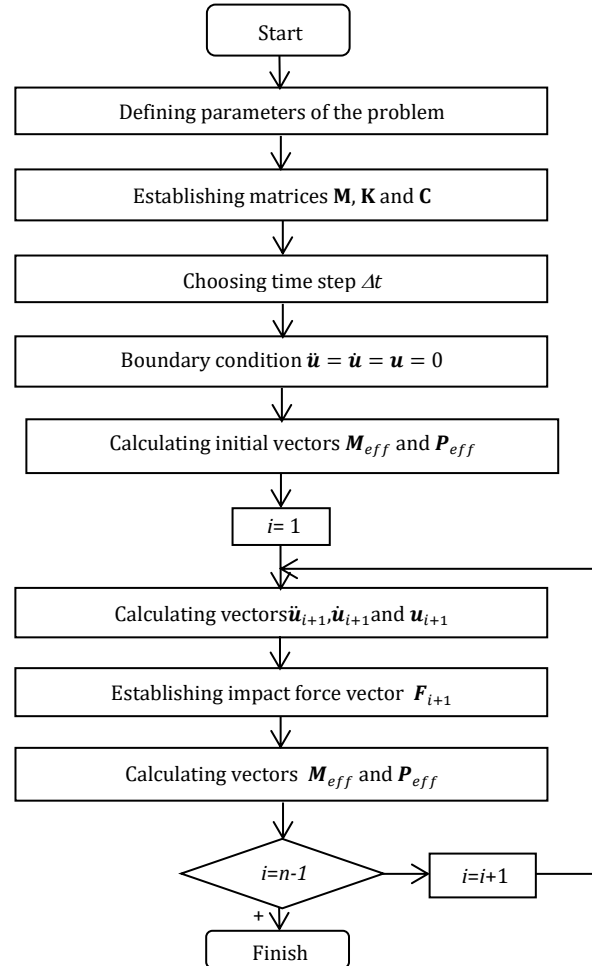 Start
Defining parameters of the problem
Establishing matrices M, K and C
Choosing time step Δt
Boundary condition ü = u̇ = u = 0
Calculating initial vectors M_eff and P_eff
i= 1
Calculating vectorsü_{i+1},u̇_{i+1}and u_{i+1}
Establishing impact force vector F_{i+1}
Calculating vectors M_eff and P_eff
i=n-1
i=i+1
+
Finish